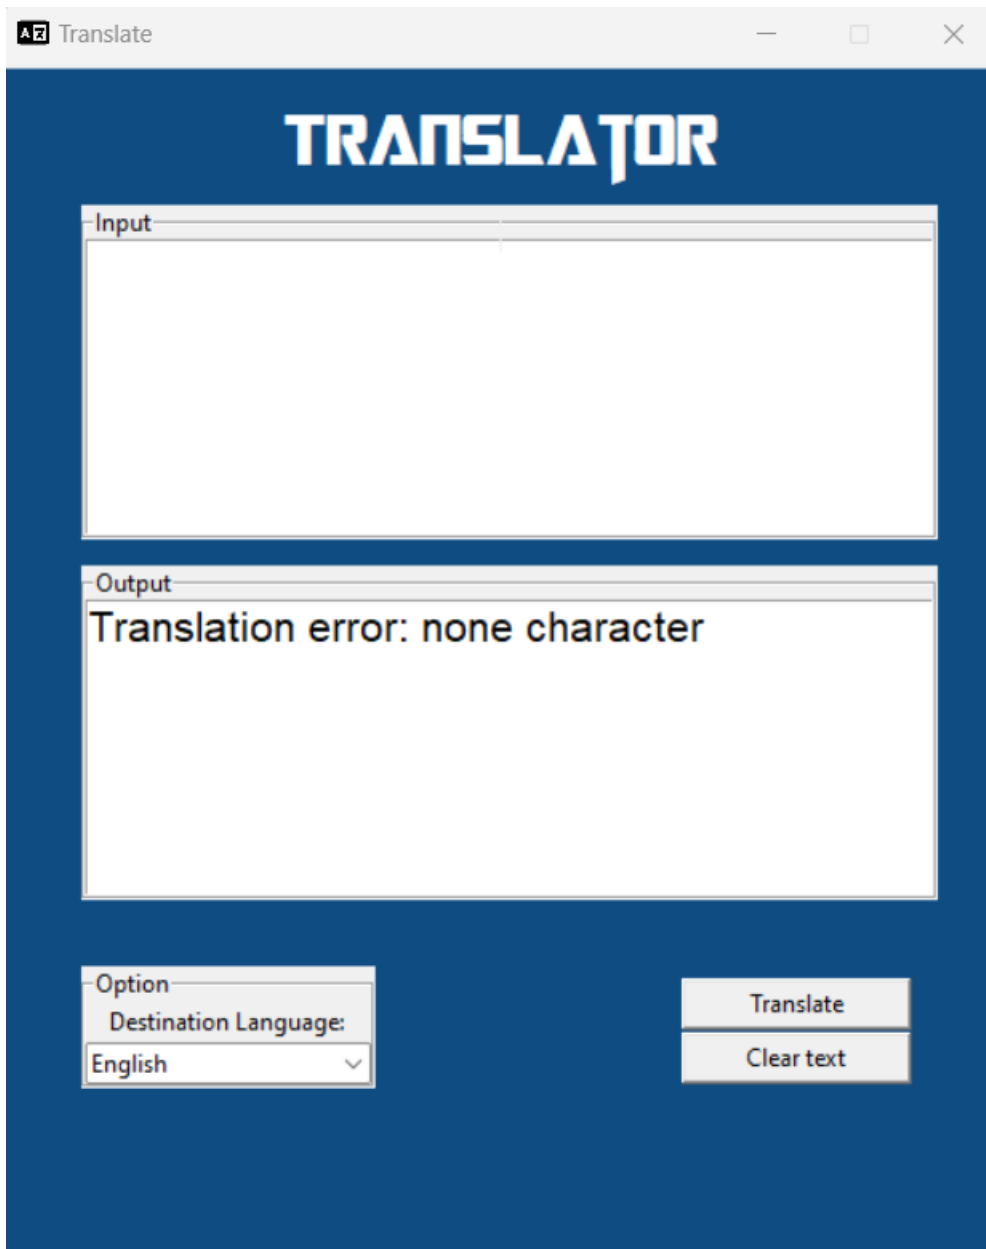 Translate
TRANSLATOR
Input
Output
Translation error: none character
Option
Destination Language:
English
Translate
Clear text